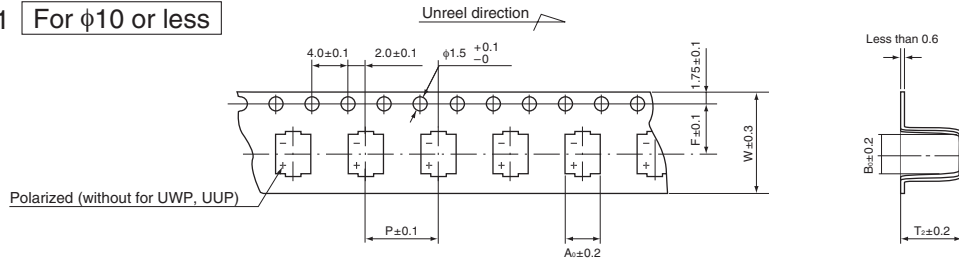 1 For φ10 or less
Unreel direction
4.0±0.1
2.0±0.1
φ1.5 +0.1 −0
1.75±0.1
F±0.1
W±0.3
− − − − − −
+ + + + + +
Polarized (without for UWP, UUP)
P±0.1
A₀±0.2
Less than 0.6
B₀±0.2
T₂±0.2